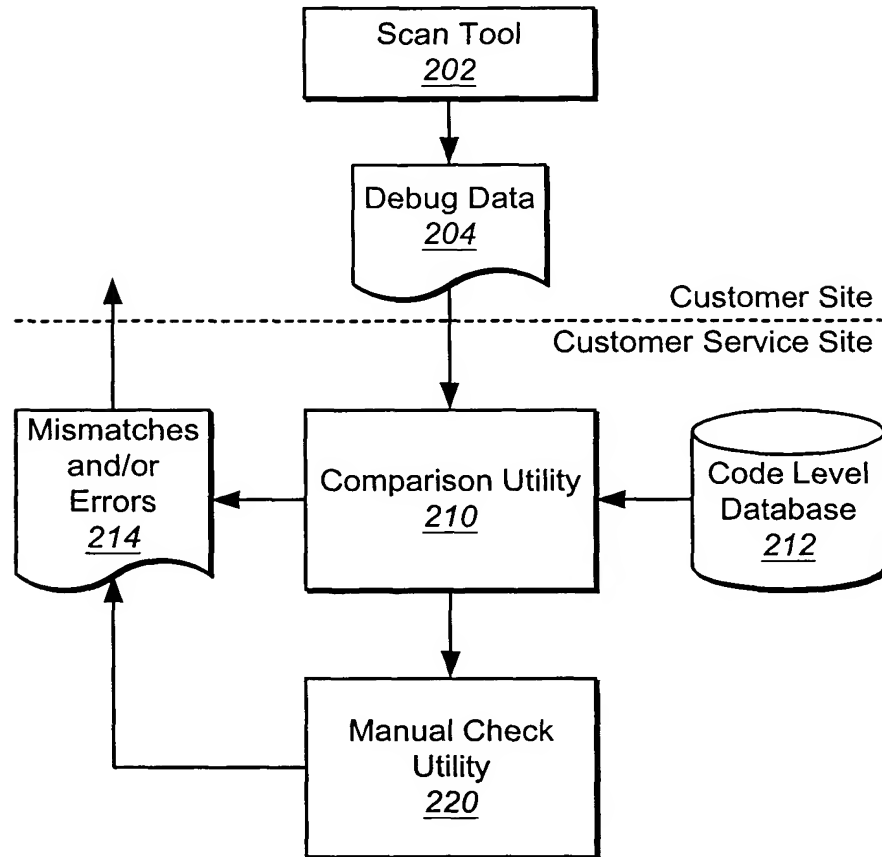 Scan Tool
202
Debug Data
204
Customer Site
Customer Service Site
Mismatches
and/or
Errors
214
Comparison Utility
210
Code Level
Database
212
Manual Check
Utility
220